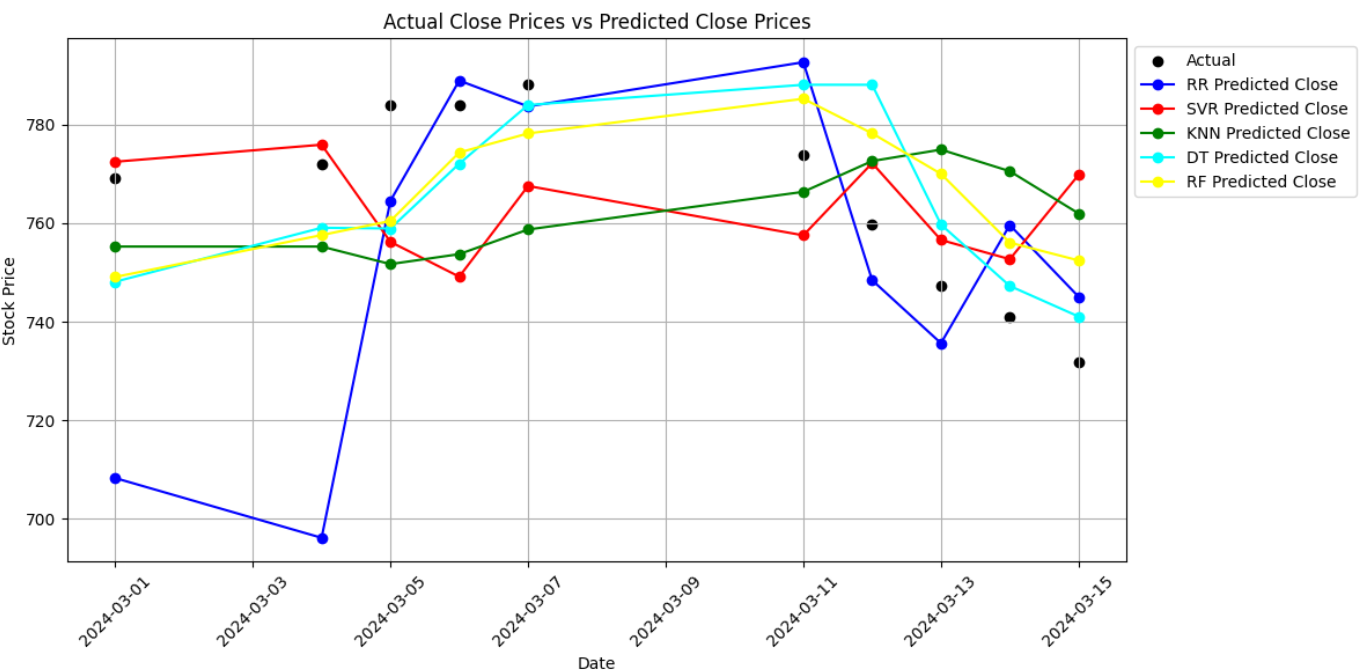 Actual Close Prices vs Predicted Close Prices
Stock Price
780
760
740
720
700
2024-03-01
2024-03-03
2024-03-05
2024-03-07
2024-03-09
2024-03-11
2024-03-13
2024-03-15
Date
Actual
RR Predicted Close
SVR Predicted Close
KNN Predicted Close
DT Predicted Close
RF Predicted Close